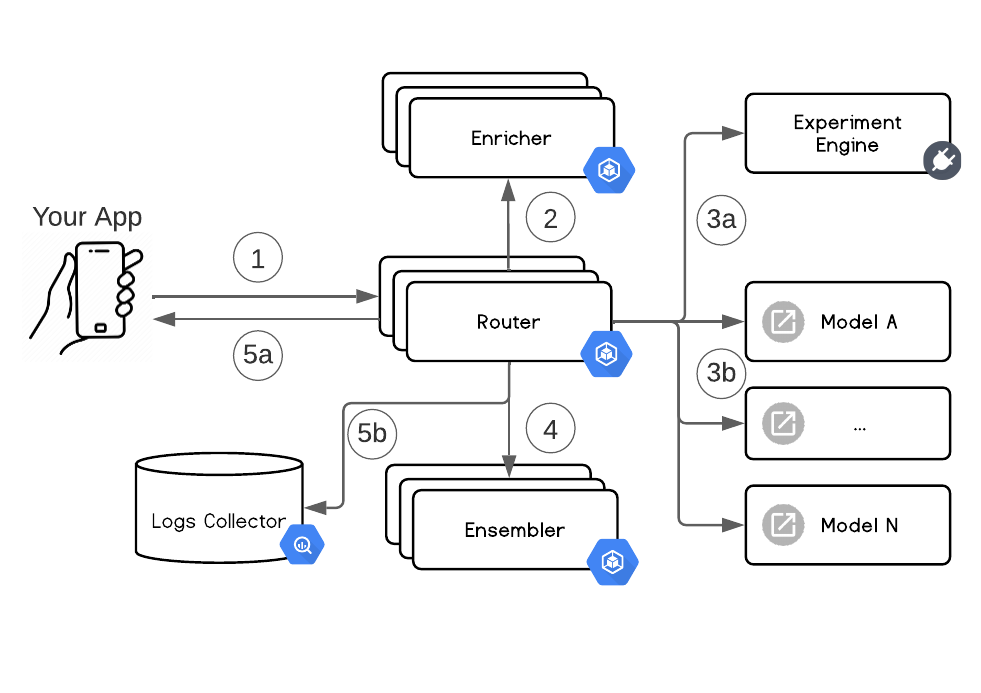 Enricher
Experiment
Engine
Your App
1
2
3a
Router
Model A
5a
3b
5b
4
...
Logs Collector
Ensembler
Model N